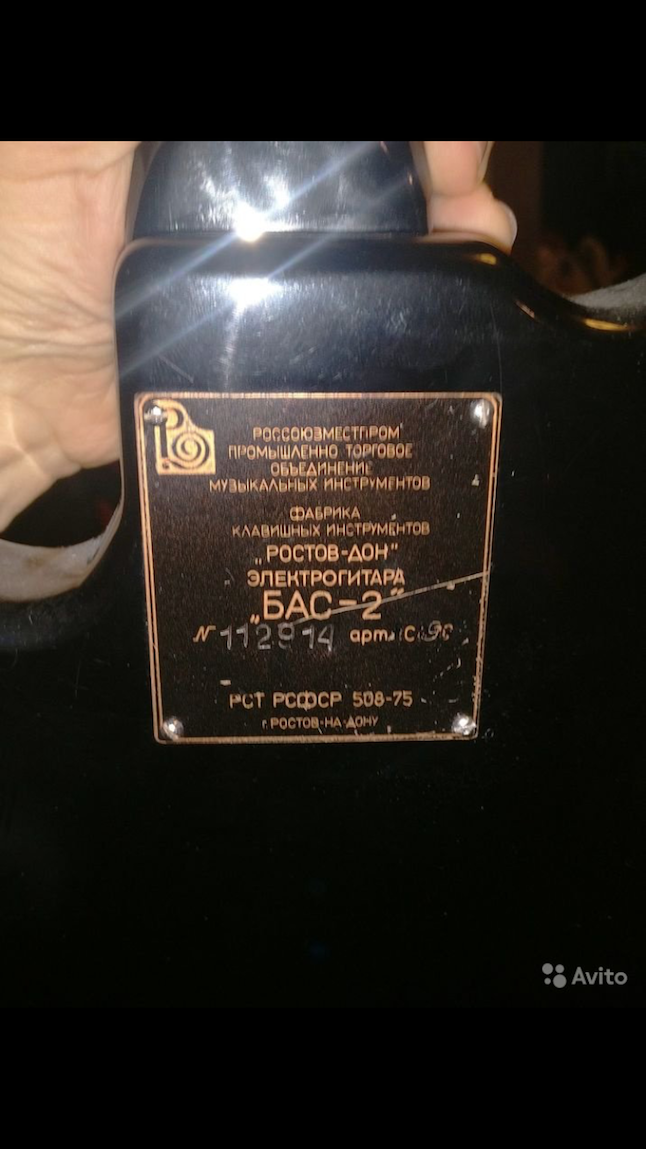 РОССОЮЗМЕСТПРОМ
ПРОМЫШЛЕННО ТОРГОВОЕ
ОБЪЕДИНЕНИЕ
МУЗЫКАЛЬНЫХ ИНСТРУМЕНТОВ
ФАБРИКА
КЛАВИШНЫХ ИНСТРУМЕНТОВ
„РОСТОВ-ДОН"
ЭЛЕКТРОГИТАРА
„БАС-2"
N 112914 арт.
РСТ РСФСР 508-75
г. РОСТОВ-НА-ДОНУ
Avito